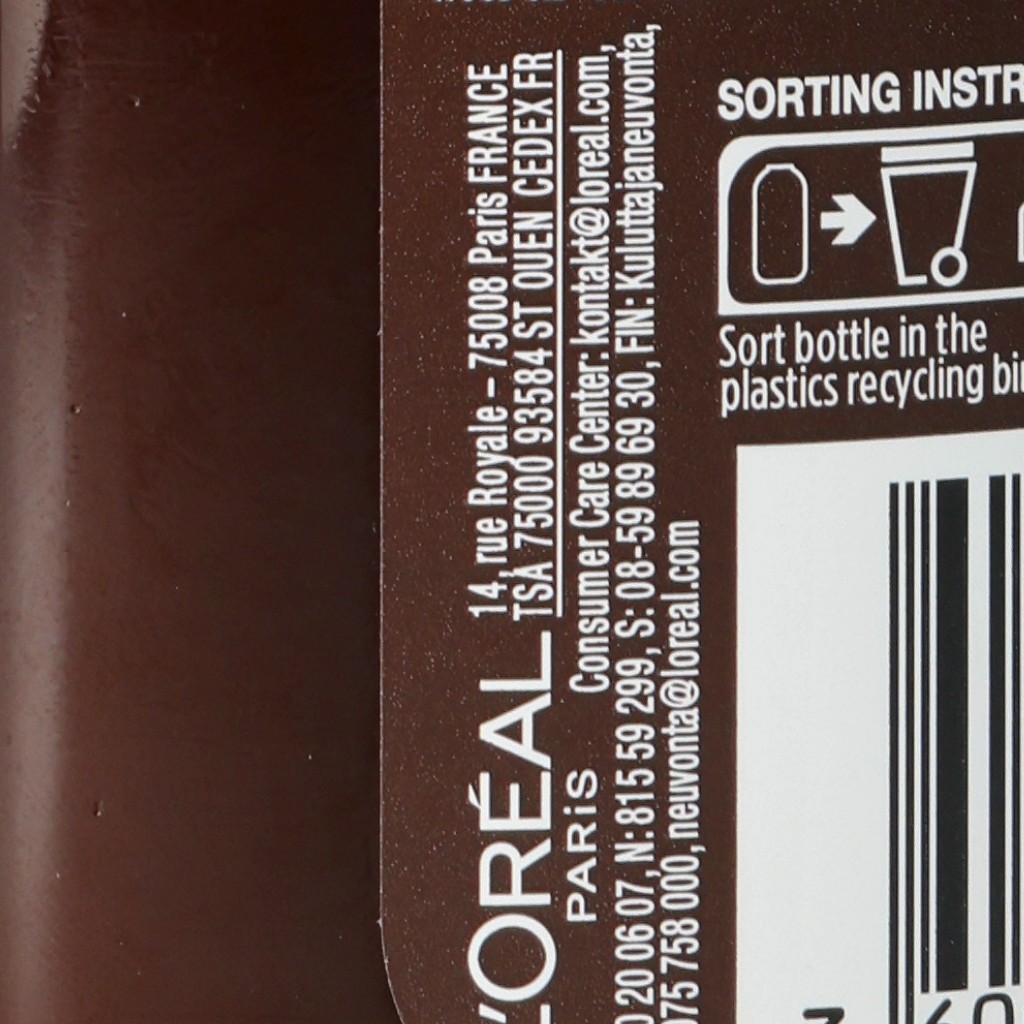 L'ORÉAL
PARiS
14, rue Royale – 75008 Paris FRANCE
TSA 75000 93584 ST OUEN CEDEX FR
Consumer Care Center: kontakt@loreal.com,
20 06 07, N: 815 59 299, S: 08-59 89 69 30, FIN: Kuluttajaneuvonta,
075 758 000, neuvonta@loreal.com
SORTING INSTR
Sort bottle in the
plastics recycling bin